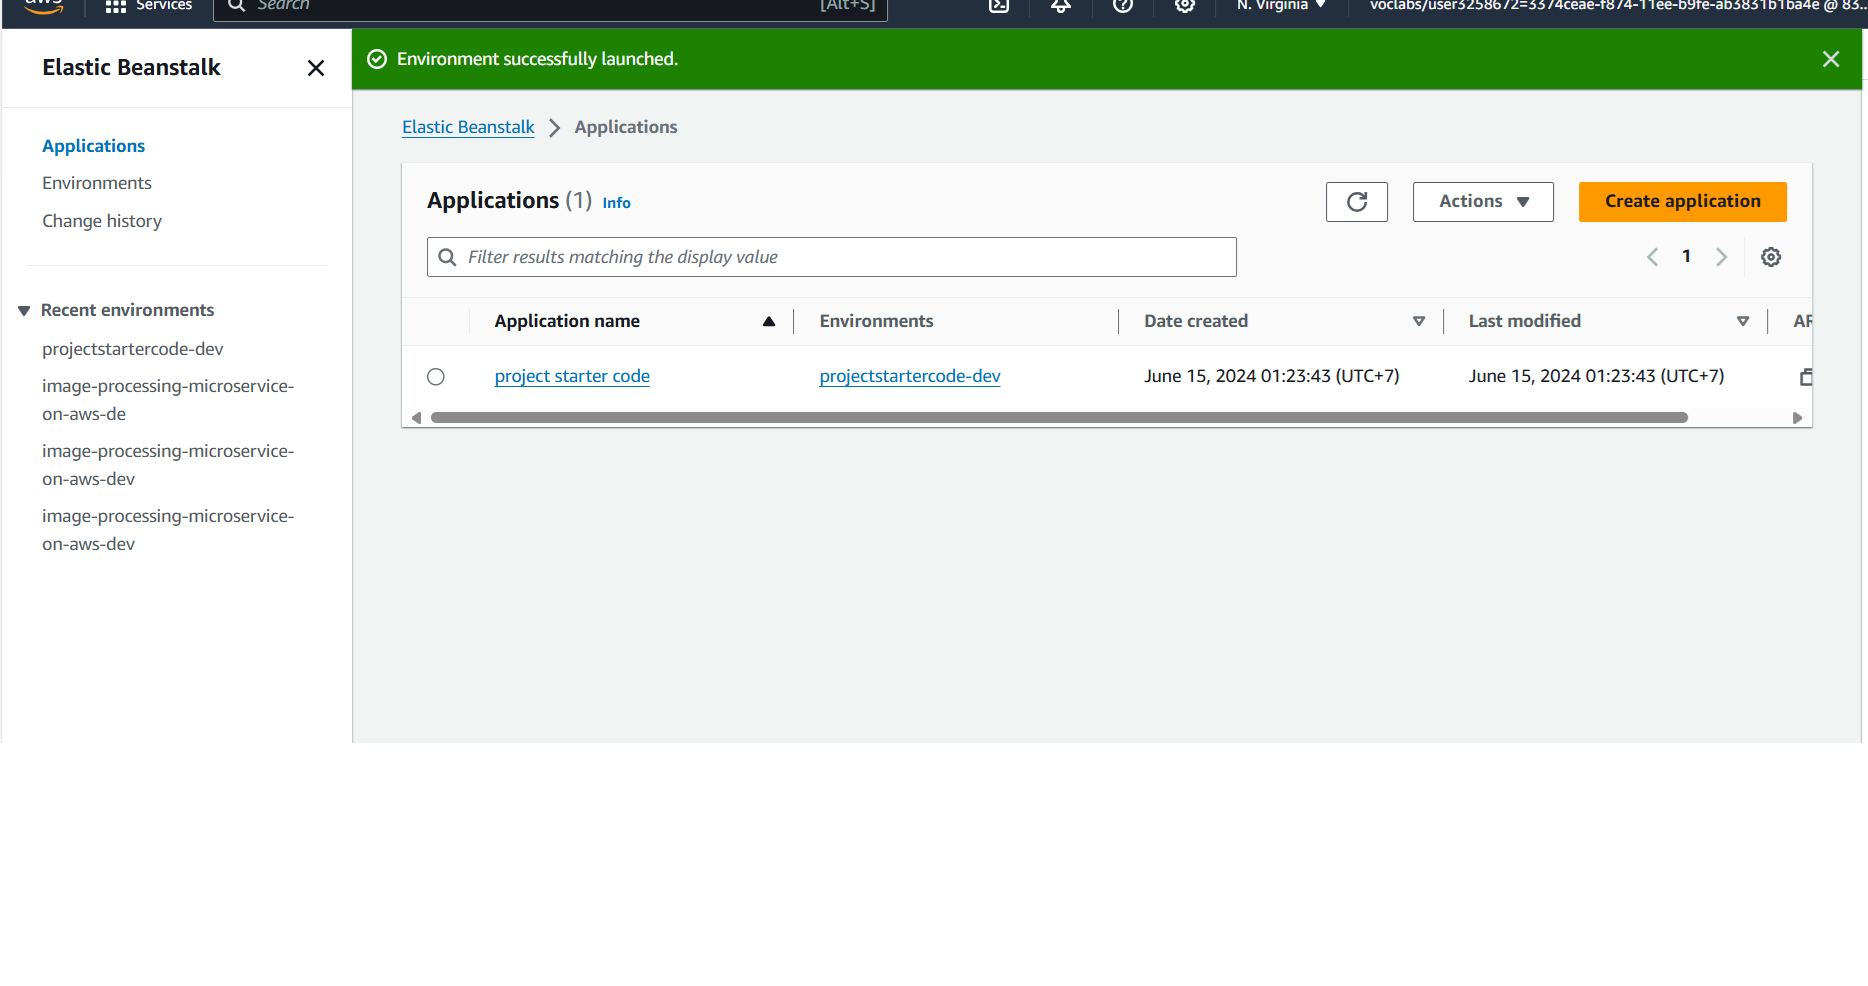 aws
Services
Search
[Alt+S]
N. Virginia
voclabs/user3258672=3374ceae-f874-11ee-b9fe-ab3831b1ba4e @ 83...
Elastic Beanstalk
Environment successfully launched.
Applications
Environments
Change history
Recent environments
projectstartercode-dev
image-processing-microservice-
on-aws-de
image-processing-microservice-
on-aws-dev
image-processing-microservice-
on-aws-dev
Elastic Beanstalk
Applications
Applications (1) Info
Actions
Create application
Filter results matching the display value
1
Application name
Environments
Date created
Last modified
AR
project starter code
projectstartercode-dev
June 15, 2024 01:23:43 (UTC+7)
June 15, 2024 01:23:43 (UTC+7)